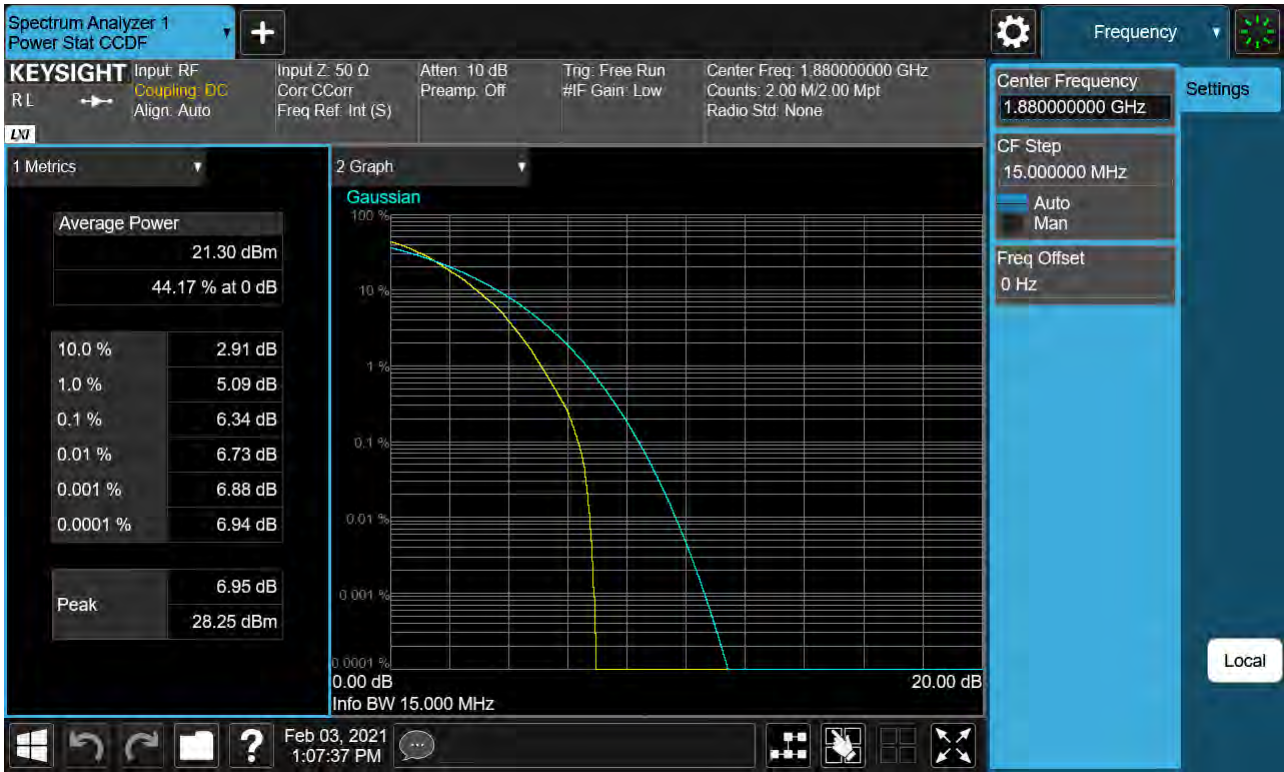 Spectrum Analyzer 1
Power Stat CCDF
Frequency
KEYSIGHT
R L
LXI
Input: RF
Coupling: DC
Align: Auto
Input Z: 50 Ω
Corr CCorr
Freq Ref: Int (S)
Atten: 10 dB
Preamp: Off
Trig: Free Run
#IF Gain: Low
Center Freq: 1.880000000 GHz
Counts: 2.00 M/2.00 Mpt
Radio Std: None
Center Frequency
1.880000000 GHz
Settings
CF Step
15.000000 MHz
Auto
Man
Freq Offset
0 Hz
1 Metrics
Average Power
21.30 dBm
44.17 % at 0 dB
10.0 % 2.91 dB
1.0 % 5.09 dB
0.1 % 6.34 dB
0.01 % 6.73 dB
0.001 % 6.88 dB
0.0001 % 6.94 dB
Peak
6.95 dB
28.25 dBm
2 Graph
Gaussian
100 %
10 %
1 %
0.1 %
0.01 %
0.001 %
0.0001 %
0.00 dB 20.00 dB
Info BW 15.000 MHz
Local
?
Feb 03, 2021
1:07:37 PM